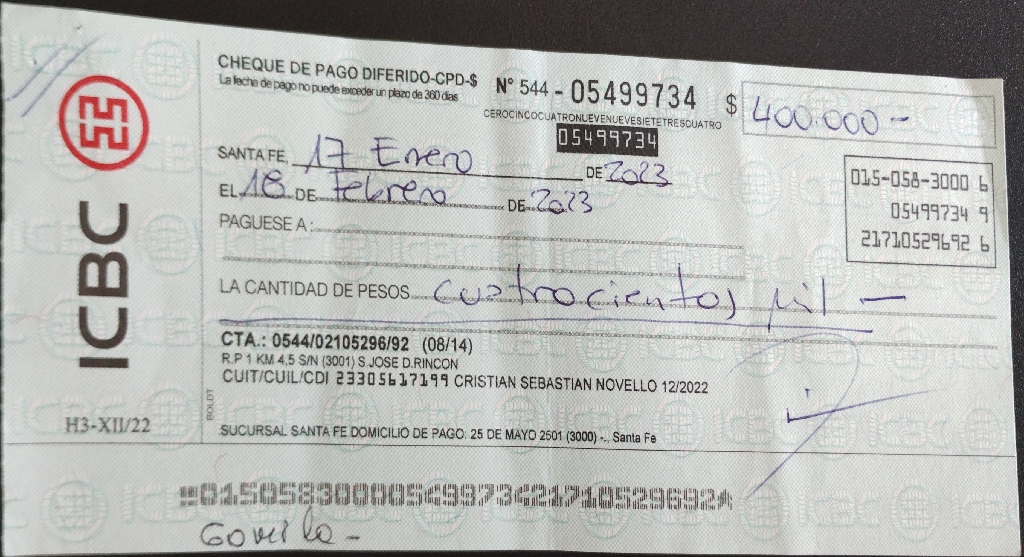 CHEQUE DE PAGO DIFERIDO-CPD-$
La fecha de pago no puede exceder un plazo de 360 dias
N° 544 - 05499734
CEROCINCOCUATRONUEVENUEVESIETETRESCUATRO
05499734
$ 400.000-
SANTA FE, 17 Enero DE 2023
EL 18 DE Febrero DE 2023
PAGUESE A:
015-058-3000 6
05499734 9
21710529692 6
LA CANTIDAD DE PESOS cuatrocientos mil —
CTA.: 0544/02105296/92 (08/14)
R.P 1 KM 4.5 S/N (3001) S.JOSE D.RINCON
CUIT/CUIL/CDI 23305617199 CRISTIAN SEBASTIAN NOVELLO 12/2022
SUCURSAL SANTA FE DOMICILIO DE PAGO: 25 DE MAYO 2501 (3000) -.. Santa Fe
ICBC
H3-XII/22
BOLDT
01505830000549973421710529692